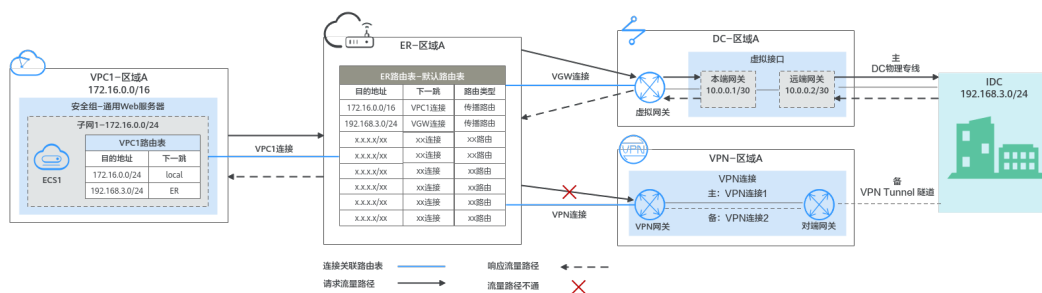 VPC1-区域A
172.16.0.0/16
安全组-通用Web服务器
子网1-172.16.0.0/24
ECS1
VPC1路由表
目的地址 下一跳
172.16.0.0/24 local
192.168.3.0/24 ER
VPC1连接
ER-区域A
ER路由表-默认路由表
目的地址 下一跳 路由类型
172.16.0.0/16 VPC1连接 传播路由
192.168.3.0/24 VGW连接 传播路由
x.x.x.x/xx xx连接 xx路由
x.x.x.x/xx xx连接 xx路由
x.x.x.x/xx xx连接 xx路由
x.x.x.x/xx xx连接 xx路由
x.x.x.x/xx xx连接 xx路由
x.x.x.x/xx xx连接 xx路由
VGW连接
VPN连接
DC-区域A
虚拟接口
本端网关
10.0.0.1/30
远端网关
10.0.0.2/30
虚拟网关
主
DC物理专线
VPN
VPN-区域A
VPN连接
主：VPN连接1
备：VPN连接2
VPN网关
对端网关
备
VPN Tunnel 隧道
IDC
192.168.3.0/24
连接关联路由表
响应流量路径
请求流量路径
流量路径不通